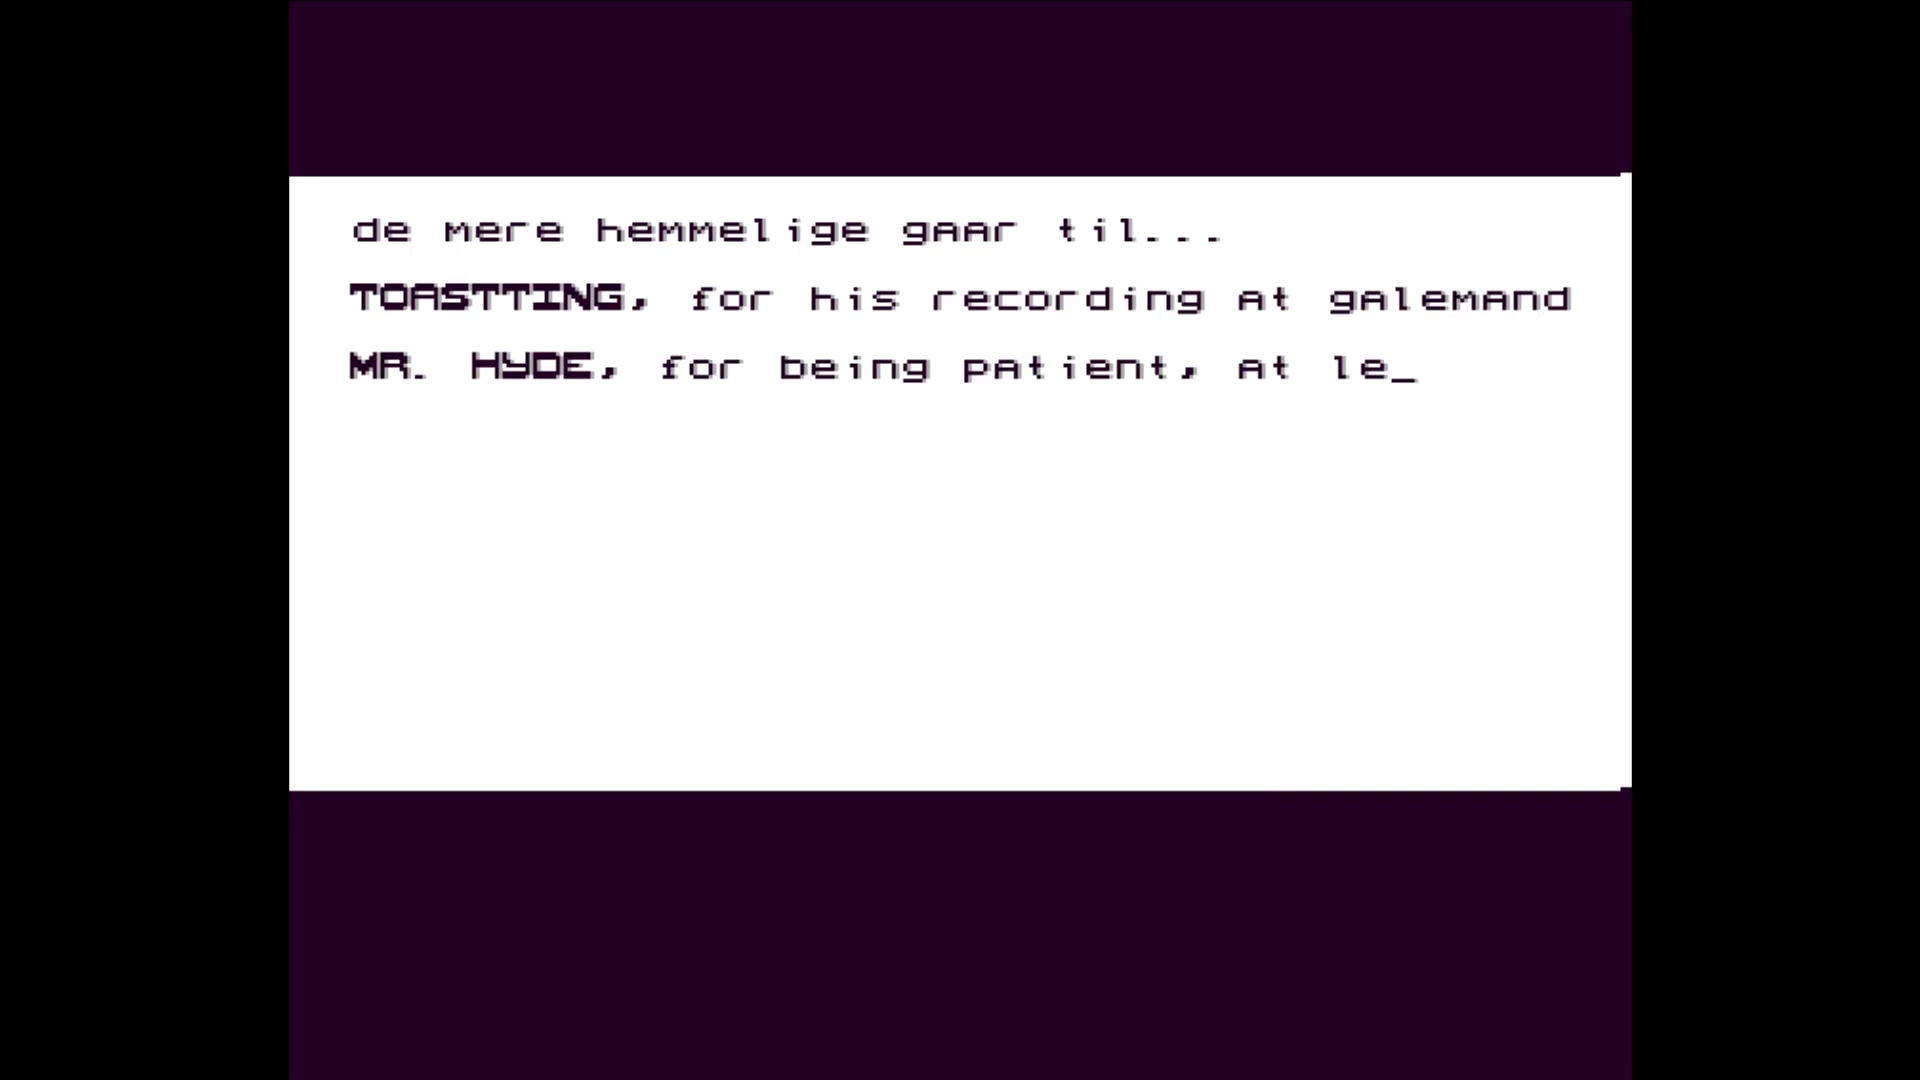 de mere hemmelige gaar til...
TOASTTING, for his recording at galemand
MR. HYDE, for being patient, at le_